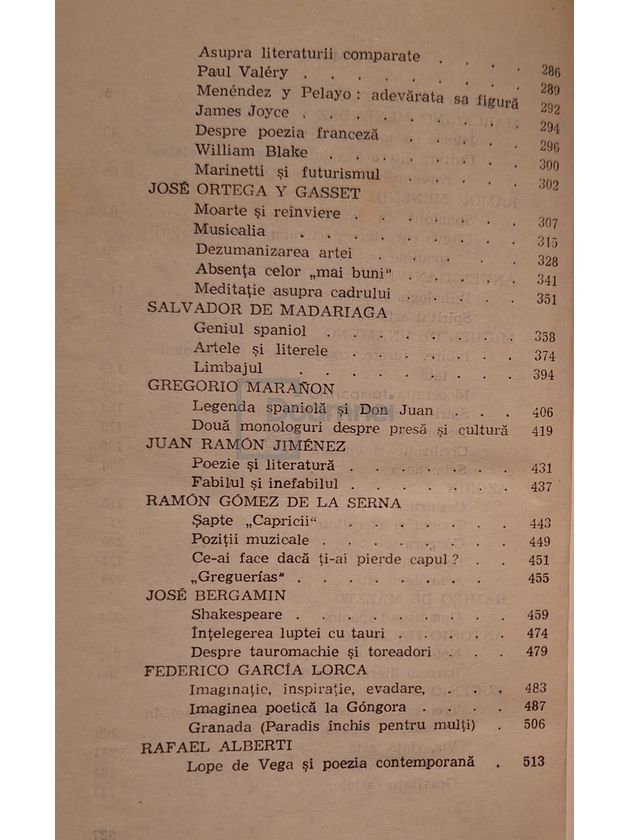 Asupra literaturii comparate . . . . 286
Paul Valéry . . . . . . . 289
Menéndez y Pelayo : adevărata sa figură 292
James Joyce . . . . . . . 294
Despre poezia franceză . . . . 296
William Blake . . . . . . 300
Marinetti și futurismul . . . . 302
JOSÉ ORTEGA Y GASSET
Moarte și reînviere . . . . . 307
Musicalia . . . . . . . 315
Dezumanizarea artei . . . . . 328
Absența celor „mai buni“ . . . . 341
Meditație asupra cadrului . . . . 351
SALVADOR DE MADARIAGA
Geniul spaniol . . . . . . 358
Artele și literele . . . . . . 374
Limbajul . . . . . . . 394
GREGORIO MARAÑON
Legenda spaniolă și Don Juan . . . 406
Două monologuri despre presă și cultură 419
JUAN RAMÓN JIMÉNEZ
Poezie și literatură . . . . . . 431
Fabilul și inefabilul . . . . . . 437
RAMÓN GÓMEZ DE LA SERNA
Șapte „Capricii“ . . . . . . 443
Poziții muzicale . . . . . . 449
Ce-ai face dacă ți-ai pierde capul ? . . 451
„Greguerías“ . . . . . . . 455
JOSÉ BERGAMIN
Shakespeare . . . . . . . 459
Înțelegerea luptei cu tauri . . . . 474
Despre tauromachie și toreadori . . . 479
FEDERICO GARCÍA LORCA
Imaginație, inspirație, evadare, . . . 483
Imaginea poetică la Góngora . . . . 487
Granada (Paradis închis pentru mulți) . 506
RAFAEL ALBERTI
Lope de Vega și poezia contemporană . 513